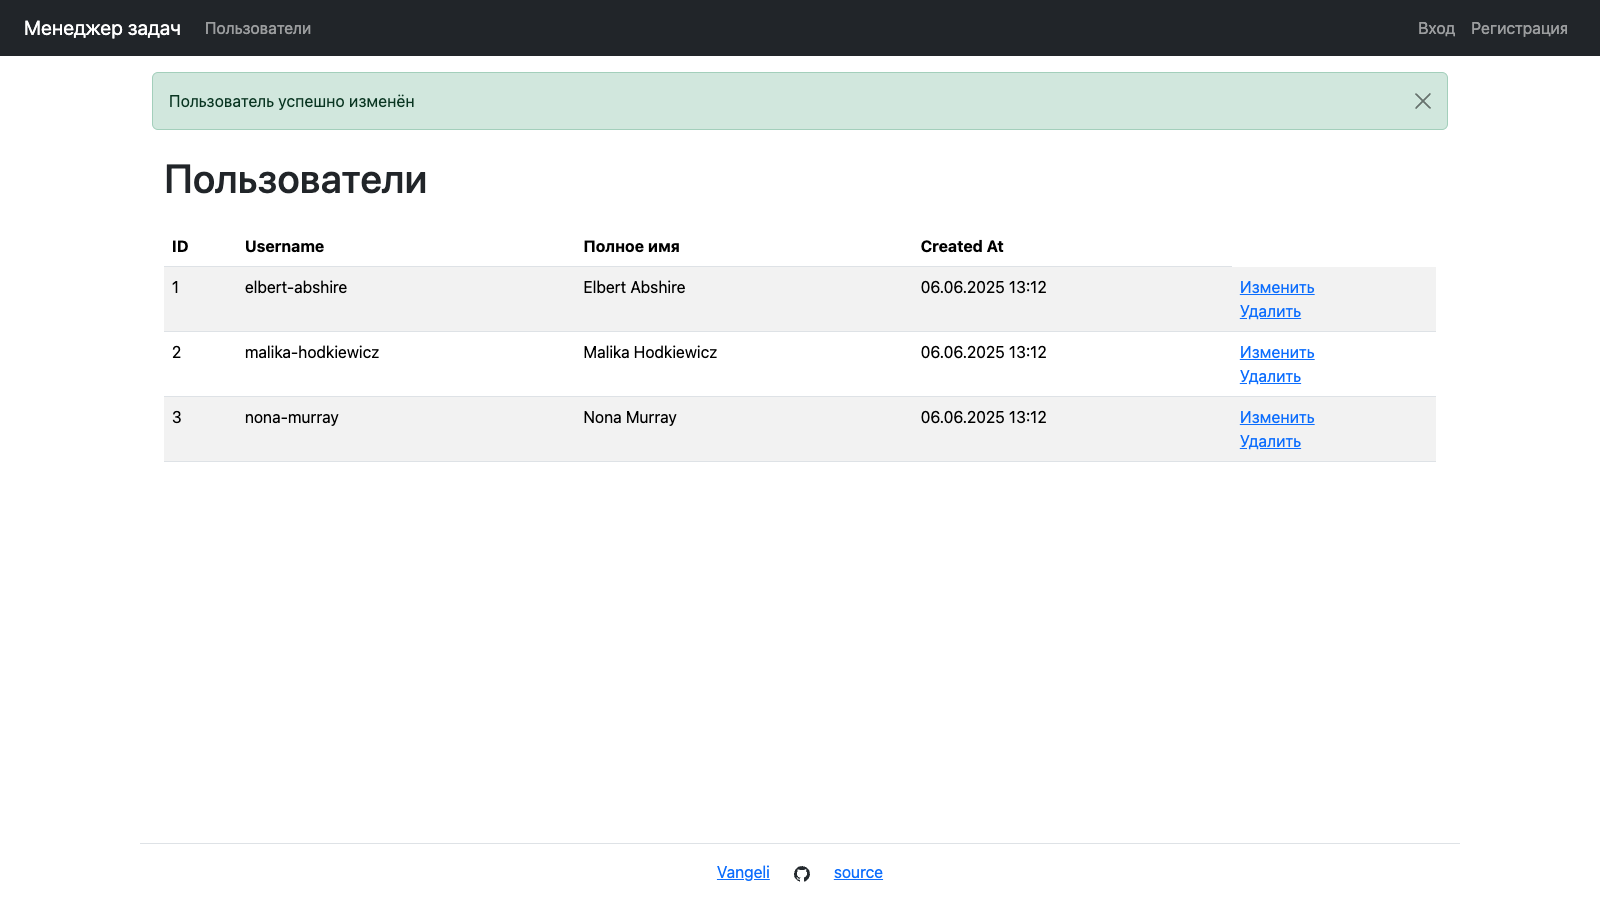 Менеджер задач Пользователи Вход Регистрация
Пользователь успешно изменён
Пользователи
ID Username Полное имя Created At
1 elbert-abshire Elbert Abshire 06.06.2025 13:12 Изменить
Удалить
2 malika-hodkiewicz Malika Hodkiewicz 06.06.2025 13:12 Изменить
Удалить
3 nona-murray Nona Murray 06.06.2025 13:12 Изменить
Удалить
Vangeli source